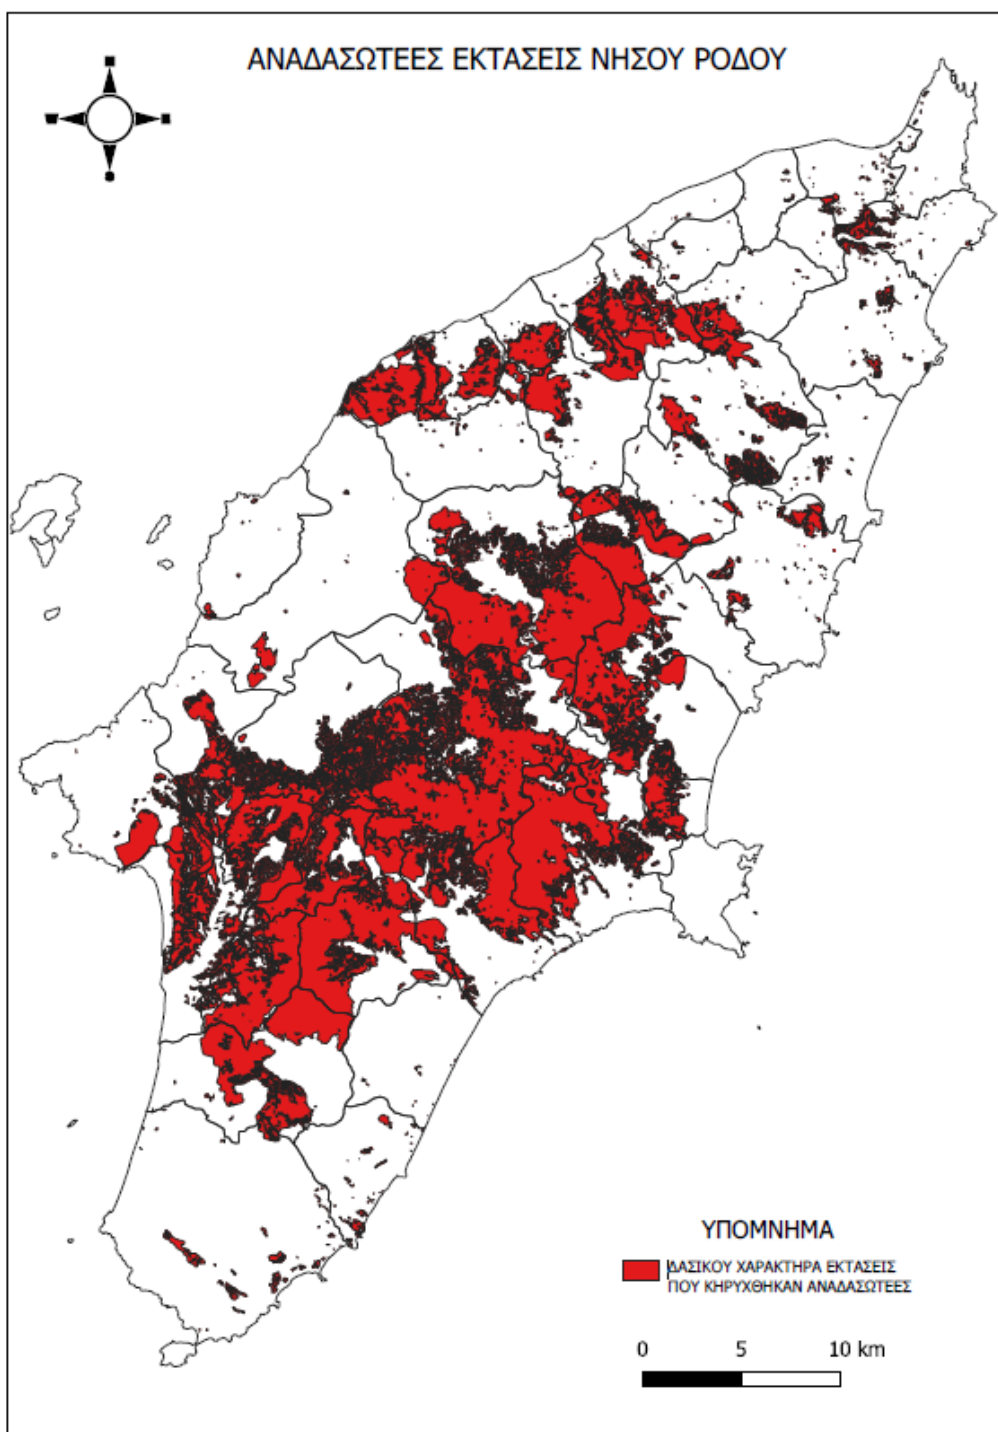 ΑΝΑΔΑΣΩΤΕΕΣ ΕΚΤΑΣΕΙΣ ΝΗΣΟΥ ΡΟΔΟΥ
ΥΠΟΜΝΗΜΑ
ΔΑΣΙΚΟΥ ΧΑΡΑΚΤΗΡΑ ΕΚΤΑΣΕΙΣ
ΠΟΥ ΚΗΡΥΧΘΗΚΑΝ ΑΝΑΔΑΣΩΤΕΕΣ
0 5 10 km